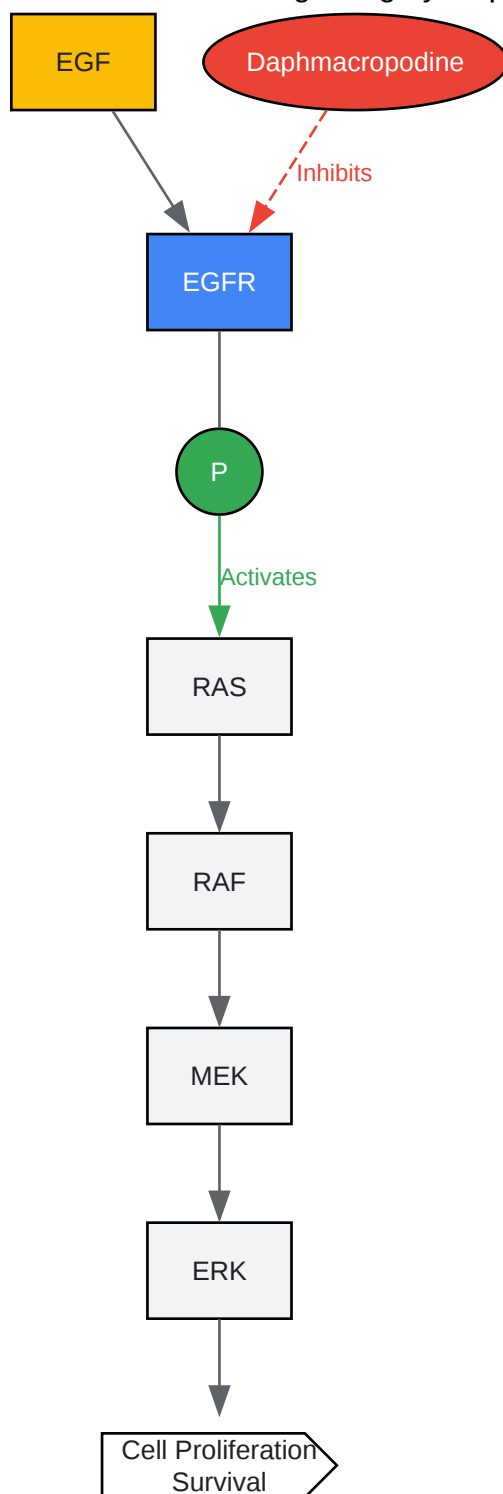 EGF
Daphmacropodine
Inhibits
EGFR
P
Activates
RAS
RAF
MEK
ERK
Cell Proliferation
Survival